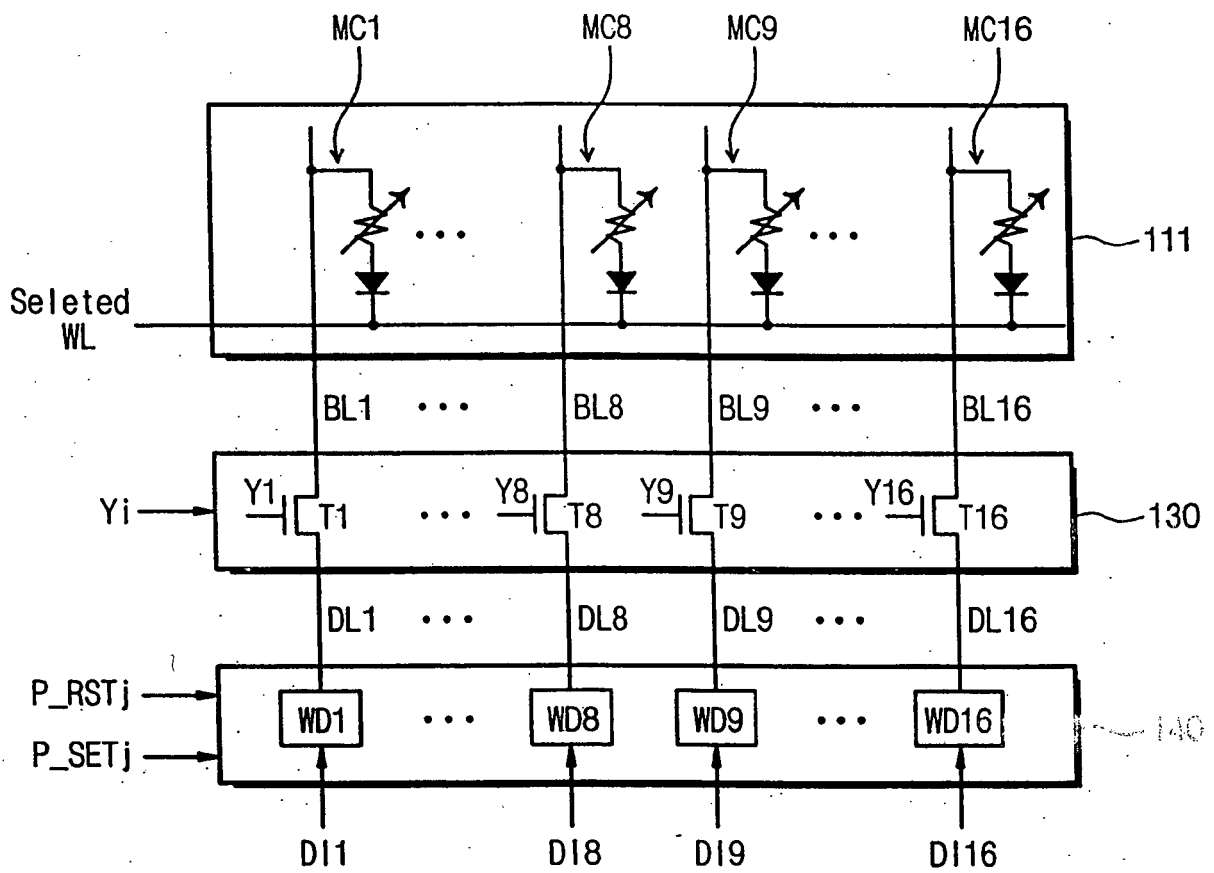 MC1 MC8 MC9 MC16
111
Seleted
WL
BL1 ••• BL8 BL9 ••• BL16
Yi Y1 T1 ••• Y8 T8 Y9 T9 ••• Y16 T16 130
DL1 ••• DL8 DL9 ••• DL16
P_RSTj
WD1 ••• WD8 WD9 ••• WD16 140
P_SETj
DI1 DI8 DI9 DI16